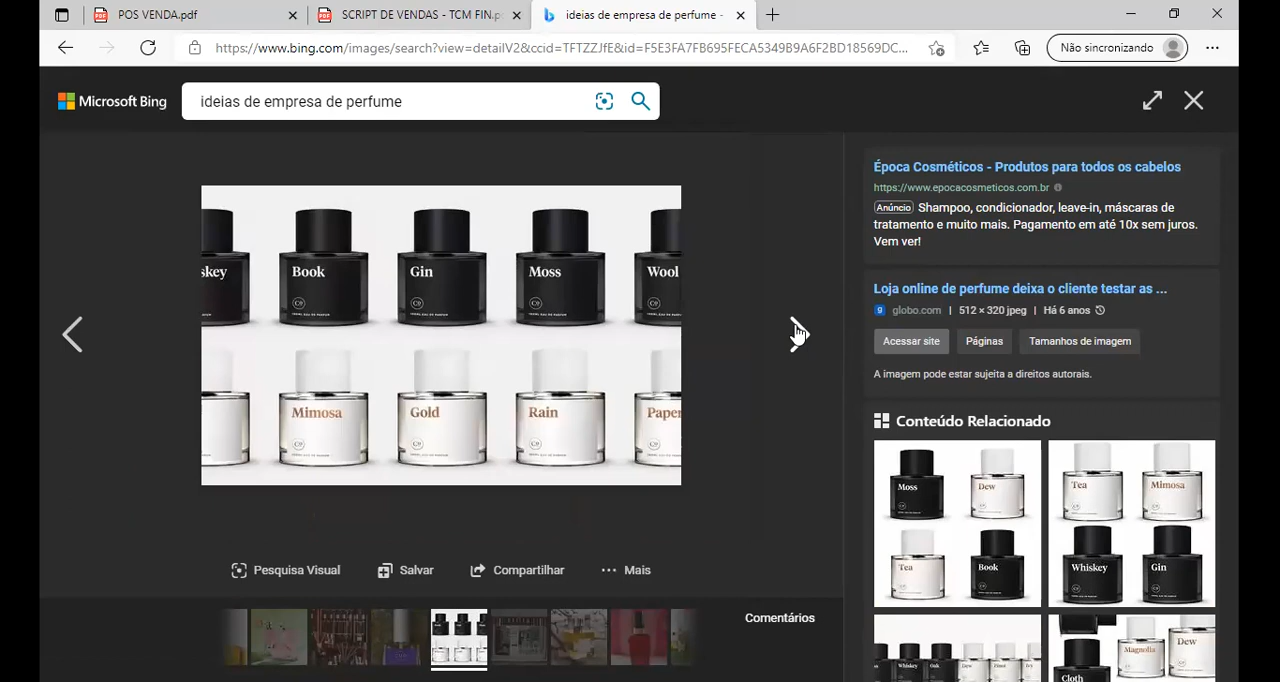 POS VENDA.pdf
SCRIPT DE VENDAS - TCM FIN.p
ideias de empresa de perfume -
https://www.bing.com/images/search?view=detailV2&ccid=TFTZZJfE&id=F5E3FA7FB695FECA5349B9A6F2BD18569DC...
Não sincronizando
Microsoft Bing
ideias de empresa de perfume
Época Cosméticos - Produtos para todos os cabelos
https://www.epocacosmeticos.com.br
Anúncio Shampoo, condicionador, leave-in, máscaras de
tratamento e muito mais. Pagamento em até 10x sem juros.
Vem ver!
skey Book Gin Moss Wool
Mimosa Gold Rain Paper
Loja online de perfume deixa o cliente testar as ...
globo.com | 512 × 320 jpeg | Há 6 anos
Acessar site Páginas Tamanhos de imagem
A imagem pode estar sujeita a direitos autorais.
Conteúdo Relacionado
Moss Dew Tea Mimosa
Tea Book Whiskey Gin
Magnolia Dew
Whiskey Oak Dew
Cloth
Pesquisa Visual Salvar Compartilhar Mais
Comentários